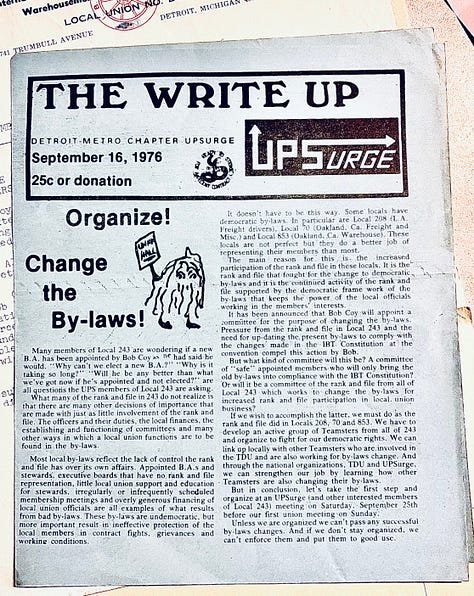 Warehousemen
LOCAL UNION NO.
DETROIT, MICHIGAN
741 TRUMBULL AVENUE
THE WRITE UP
DETROIT-METRO CHAPTER UPSURGE
September 16, 1976
25c or donation
UPSURGE
Organize!
Change
the
By-laws!
Many members of Local 243 are wondering if a new
B.A. has been appointed by Bob Coy as he had said he
would. "Why can't we elect a new B.A.?" "Why is it
taking so long?" "Will he be any better than what
we've got now if he's appointed and not elected??" are
all questions the UPS members of Local 243 are asking.
What many of the rank and file in 243 do not realize is
that there are many other decisions of importance that
are made with just as little involvement of the rank and
file. The officers and their duties, the local finances, the
establishing and functioning of committees and many
other ways in which a local union functions are to be
found in the by-laws.
Most local by-laws reflect the lack of control the rank
and file has over its own affairs. Appointed B.A.s and
stewards, executive boards that have no rank and file
representation, little local union support and education
for stewards, irregularly or infrequently scheduled
membership meetings and overly generous financing of
local union officials are all examples of what results
from bad by-laws. These by-laws are undemocratic, but
more important result in ineffective protection of the
local members in contract fights, grievances and
working conditions.
It doesn't have to be this way. Some locals have
democratic by-laws. In particular are Local 208 (L.A.
Freight drivers), Local 70 (Oakland, Ca. Freight and
Misc.) and Local 853 (Oakland, Ca. Warehouse). These
locals are not perfect but they do a better job of
representing their members than most.
The main reason for this is the increased
participation of the rank and file in these locals. It is the
rank and file that fought for the change to democratic
by-laws and it is the continued activity of the rank and
file supported by the democratic frame work of the
by-laws that keeps the power of the local officials
working in the members' interests.
It has been announced that Bob Coy will appoint a
committee for the purpose of changing the by-laws.
Pressure from the rank and file in Local 243 and the
need for up-dating the present by-laws to comply with
the changes made in the IBT Constitution at the
convention compel this action by Bob.
But what kind of committee will this be? A committee
of "safe" appointed members who will only bring the
old by-laws into compliance with the IBT Constitution?
Or will it be a committee of the rank and file from all of
Local 243 which works to change the by-laws for
increased rank and file participation in local union
business?
If we wish to accomplish the latter, we must do as the
rank and file did in Locals 208, 70 and 853. We have to
develop an active group of Teamsters from all of 243
and organize to fight for our democratic rights. We can
link up locally with other Teamsters who are involved in
the TDU and are also working for by-law change. And
through the national organizations, TDU and UPSurge,
we can strengthen our job by learning how other
Teamsters are also changing their by-laws.
But in conclusion, let's take the first step and
organize at an UPSurge (and other interested members
of Local 243) meeting on Saturday, September 25th
before our first union meeting on Sunday.
Unless we are organized we can't pass any successful
by-laws changes. And if we don't stay organized, we
can't enforce them and put them to good use.